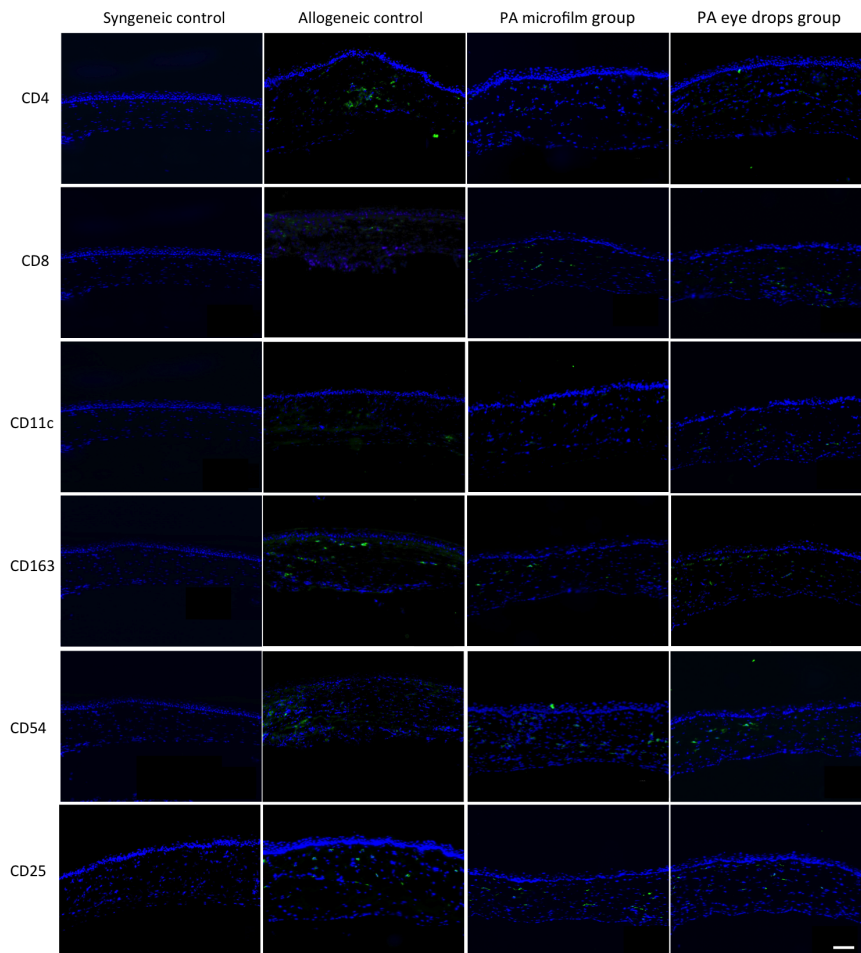 Syngeneic control Allogeneic control PA microfilm group PA eye drops group
CD4
CD8
CD11c
CD163
CD54
CD25